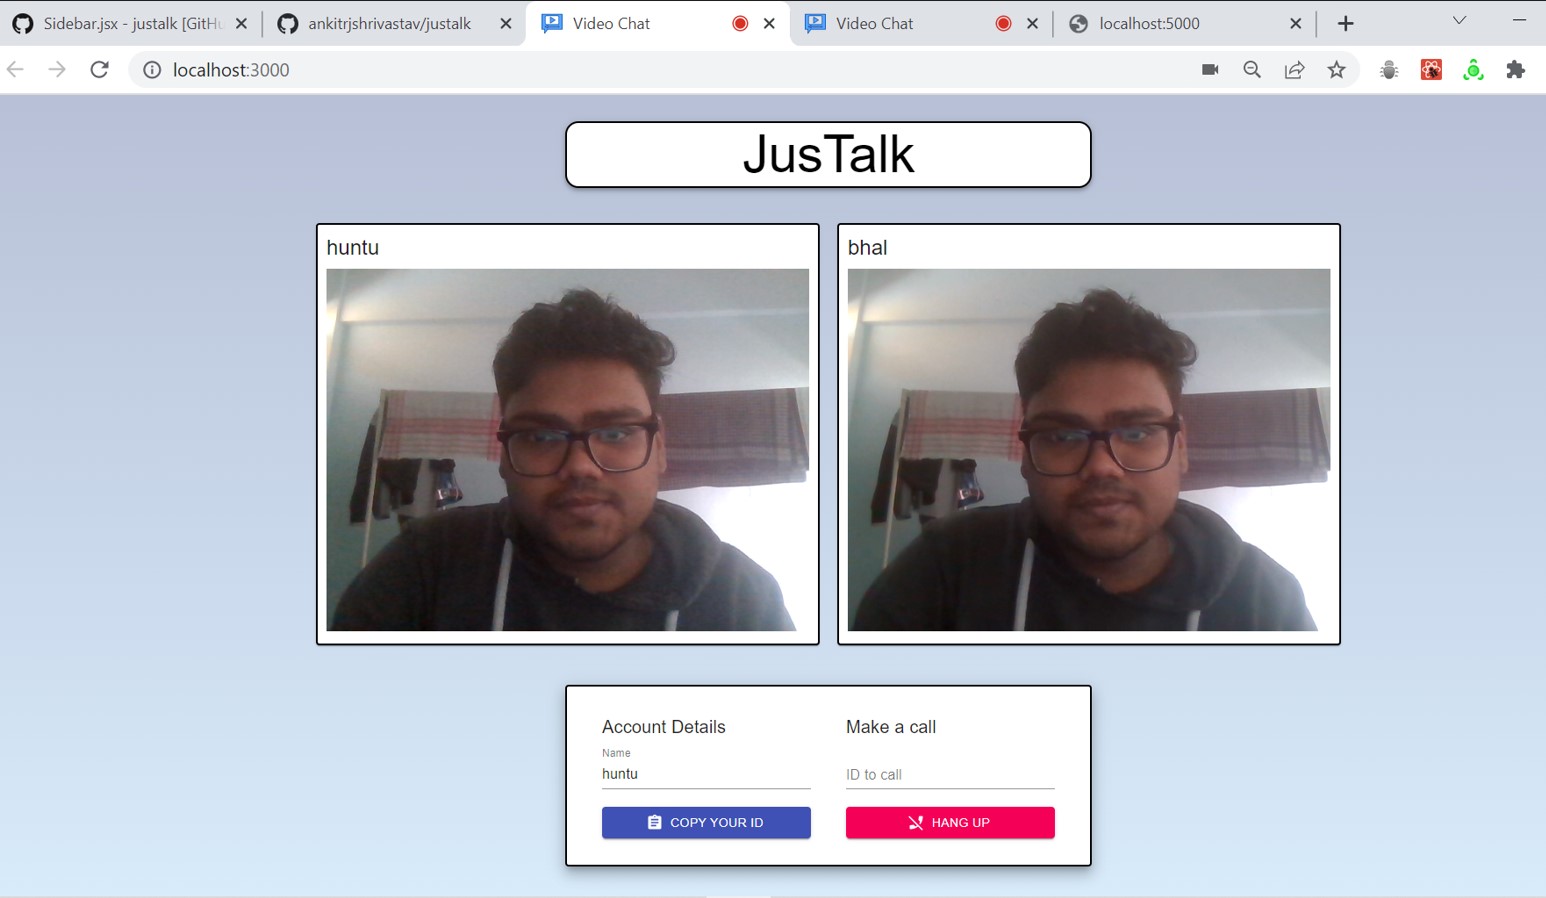 Sidebar.jsx - justalk [GitHu
ankitrjshrivastav/justalk
Video Chat
Video Chat
localhost:5000
localhost:3000
JusTalk
huntu
bhal
Account Details
Make a call
Name
huntu
ID to call
COPY YOUR ID
HANG UP